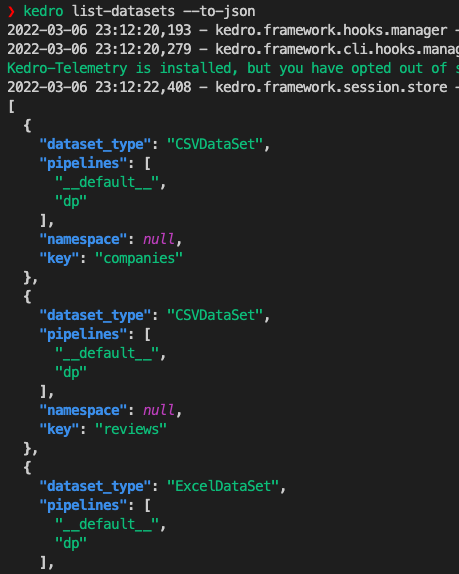 ❯ kedro list-datasets --to-json
2022-03-06 23:12:20,193 - kedro.framework.hooks.manager -
2022-03-06 23:12:20,279 - kedro.framework.cli.hooks.mana
Kedro-Telemetry is installed, but you have opted out of
2022-03-06 23:12:22,408 - kedro.framework.session.store -
[
  {
    "dataset_type": "CSVDataSet",
    "pipelines": [
      "__default__",
      "dp"
    ],
    "namespace": null,
    "key": "companies"
  },
  {
    "dataset_type": "CSVDataSet",
    "pipelines": [
      "__default__",
      "dp"
    ],
    "namespace": null,
    "key": "reviews"
  },
  {
    "dataset_type": "ExcelDataSet",
    "pipelines": [
      "__default__",
      "dp"
    ],